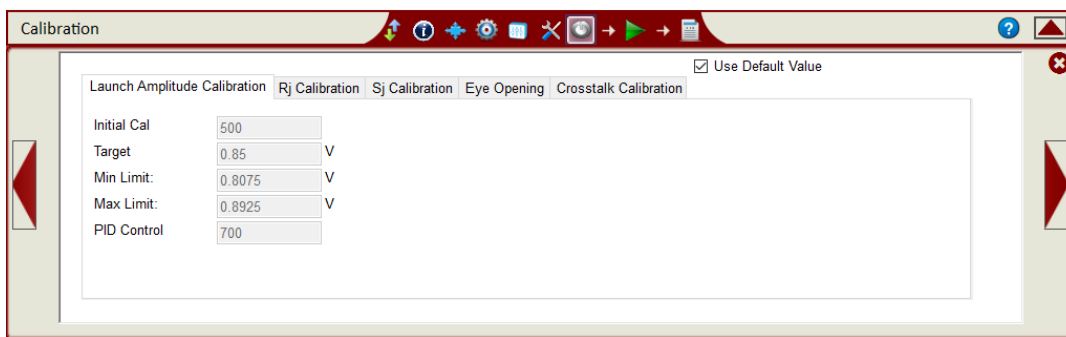 Calibration
Use Default Value
Launch Amplitude Calibration Rj Calibration Sj Calibration Eye Opening Crosstalk Calibration
Initial Cal 500
Target 0.85 V
Min Limit: 0.8075 V
Max Limit: 0.8925 V
PID Control 700